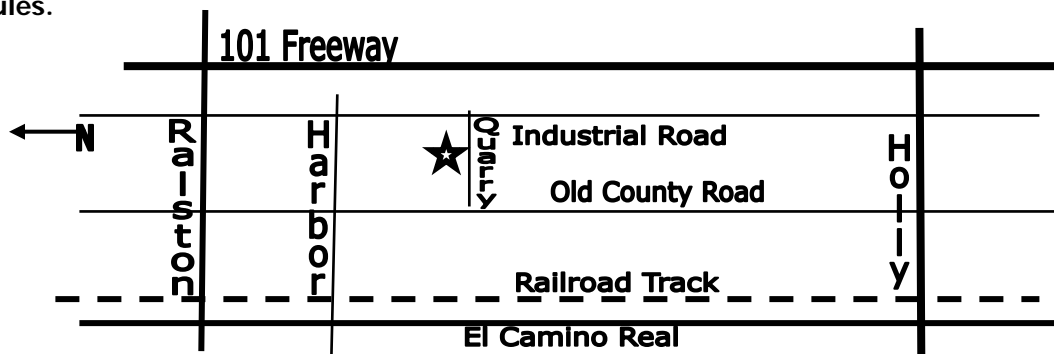 ules.
101 Freeway
N
Ralston
Harbor
Quarry
Industrial Road
Holly
Old County Road
Railroad Track
El Camino Real